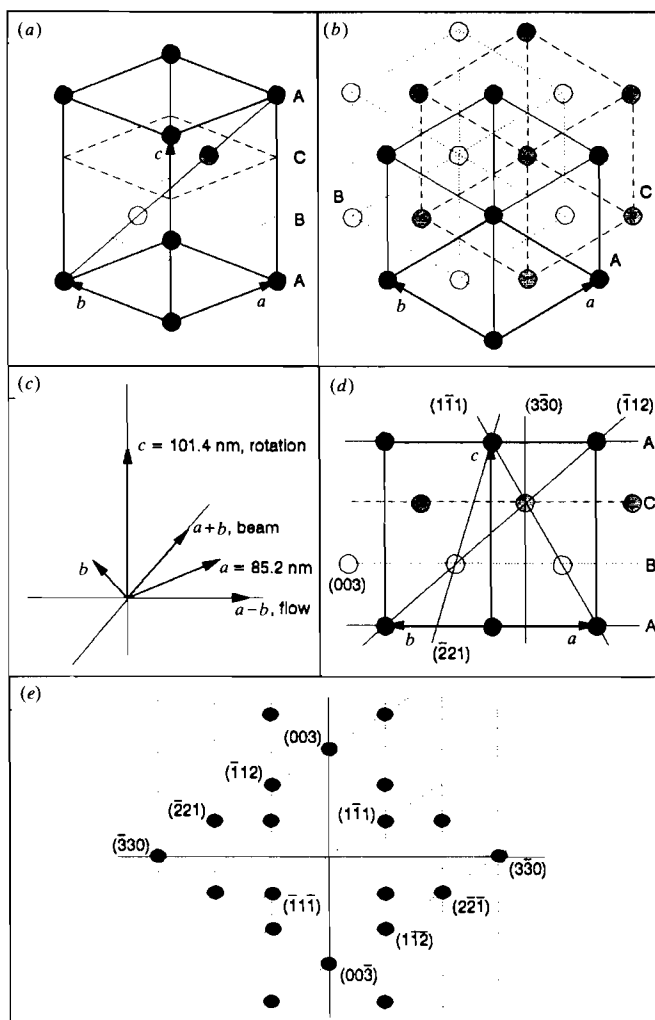 (a)
A
c
C
B
b
a
A
(b)
B
C
A
b
a
(c)
c = 101.4 nm, rotation
a+b, beam
b
a = 85.2 nm
a−b, flow
(d)
(11̅1)
(33̅0)
(1̅12)
A
c
C
(003)
B
b
a
A
(2̅21)
(e)
(003)
(1̅12)
(2̅21)
(11̅1)
(3̅30)
(33̅0)
(1̅11̅)
(22̅1̅)
(11̅2̅)
(003̅)